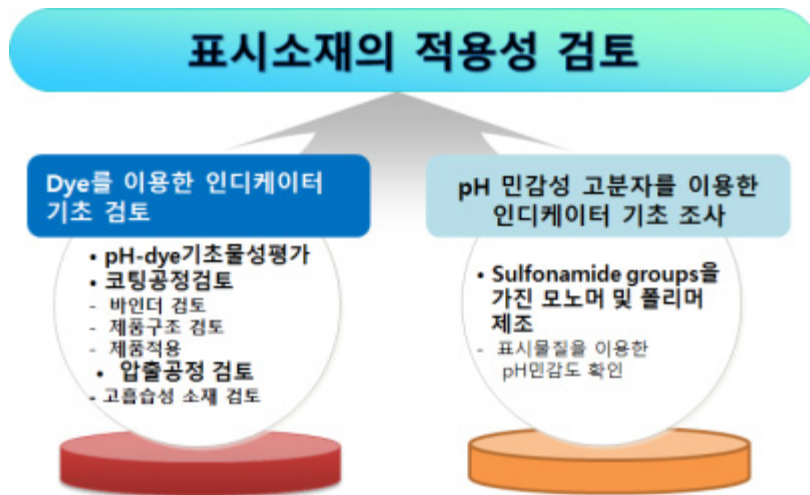 표시소재의 적용성 검토
Dye를 이용한 인디케이터
기초 검토
• pH-dye기초물성평가
• 코팅공정검토
- 바인더 검토
- 제품구조 검토
- 제품적용
• 압출공정 검토
- 고흡습성 소재 검토
pH 민감성 고분자를 이용한
인디케이터 기초 조사
• Sulfonamide groups을
가진 모노머 및 폴리머
제조
- 표시물질을 이용한
pH민감도 확인